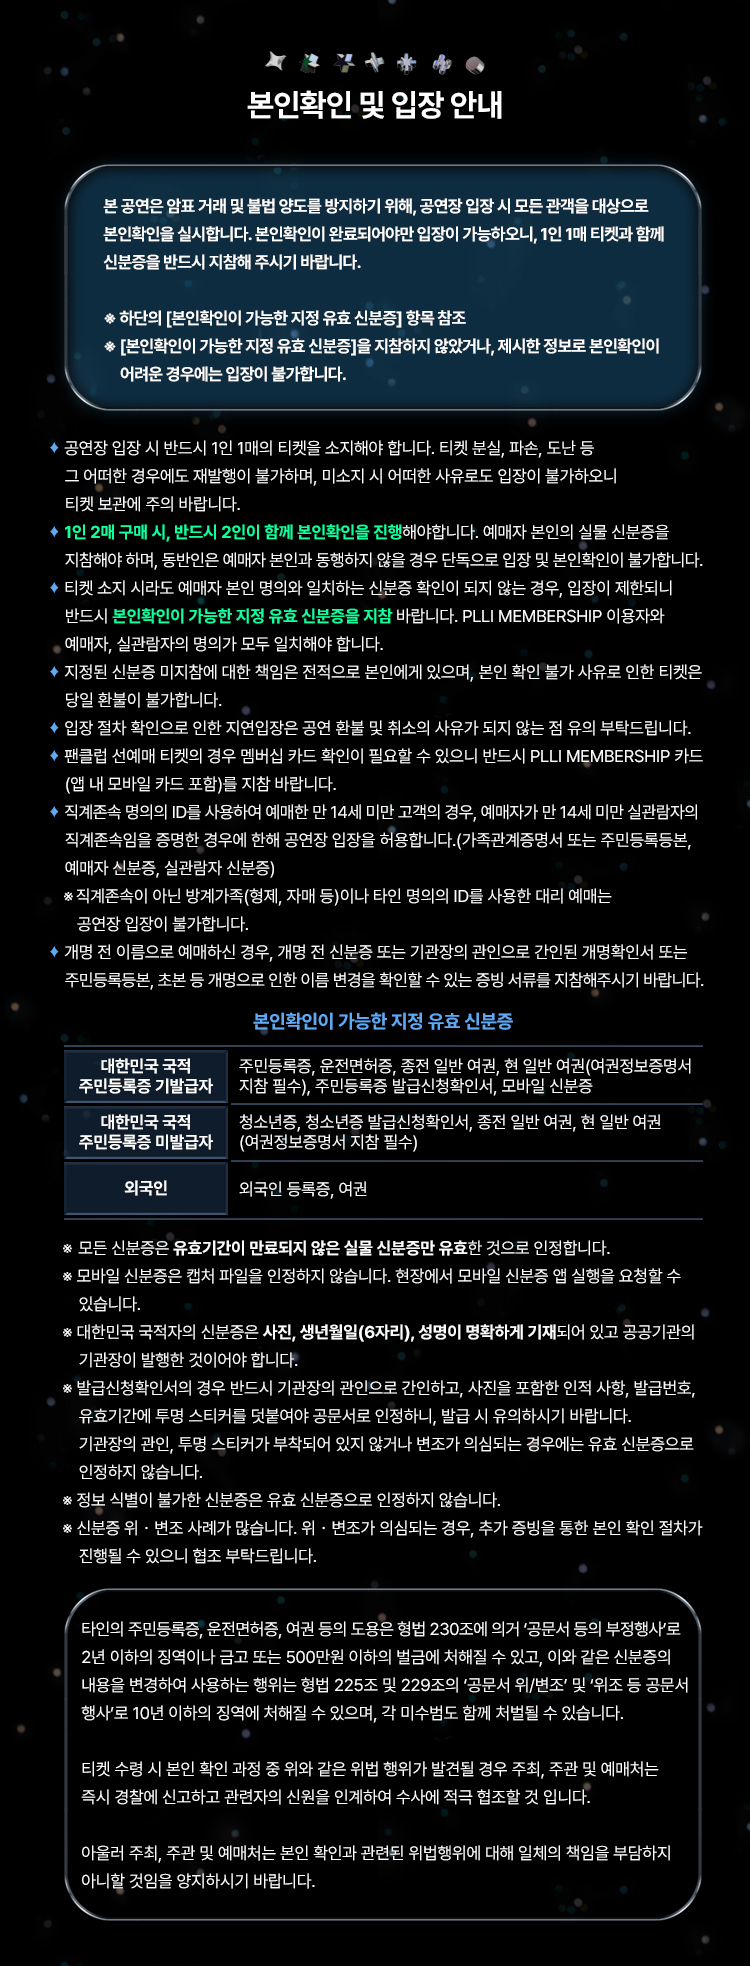 본인확인 및 입장 안내
본 공연은 암표 거래 및 불법 양도를 방지하기 위해, 공연장 입장 시 모든 관객을 대상으로
본인확인을 실시합니다. 본인확인이 완료되어야만 입장이 가능하오니, 1인 1매 티켓과 함께
신분증을 반드시 지참해 주시기 바랍니다.
※ 하단의 [본인확인이 가능한 지정 유효 신분증] 항목 참조
※ [본인확인이 가능한 지정 유효 신분증]을 지참하지 않았거나, 제시한 정보로 본인확인이
어려운 경우에는 입장이 불가합니다.
♦ 공연장 입장 시 반드시 1인 1매의 티켓을 소지해야 합니다. 티켓 분실, 파손, 도난 등
그 어떠한 경우에도 재발행이 불가하며, 미소지 시 어떠한 사유로도 입장이 불가하오니
티켓 보관에 주의 바랍니다.
♦ 1인 2매 구매 시, 반드시 2인이 함께 본인확인을 진행해야합니다. 예매자 본인의 실물 신분증을
지참해야 하며, 동반인은 예매자 본인과 동행하지 않을 경우 단독으로 입장 및 본인확인이 불가합니다.
♦ 티켓 소지 시라도 예매자 본인 명의와 일치하는 신분증 확인이 되지 않는 경우, 입장이 제한되니
반드시 본인확인이 가능한 지정 유효 신분증을 지참 바랍니다. PLLI MEMBERSHIP 이용자와
예매자, 실관람자의 명의가 모두 일치해야 합니다.
♦ 지정된 신분증 미지참에 대한 책임은 전적으로 본인에게 있으며, 본인 확인 불가 사유로 인한 티켓은
당일 환불이 불가합니다.
♦ 입장 절차 확인으로 인한 지연입장은 공연 환불 및 취소의 사유가 되지 않는 점 유의 부탁드립니다.
♦ 팬클럽 선예매 티켓의 경우 멤버십 카드 확인이 필요할 수 있으니 반드시 PLLI MEMBERSHIP 카드
(앱 내 모바일 카드 포함)를 지참 바랍니다.
♦ 직계존속 명의의 ID를 사용하여 예매한 만 14세 미만 고객의 경우, 예매자가 만 14세 미만 실관람자의
직계존속임을 증명한 경우에 한해 공연장 입장을 허용합니다.(가족관계증명서 또는 주민등록등본,
예매자 신분증, 실관람자 신분증)
※ 직계존속이 아닌 방계가족(형제, 자매 등)이나 타인 명의의 ID를 사용한 대리 예매는
공연장 입장이 불가합니다.
♦ 개명 전 이름으로 예매하신 경우, 개명 전 신분증 또는 기관장의 관인으로 간인된 개명확인서 또는
주민등록등본, 초본 등 개명으로 인한 이름 변경을 확인할 수 있는 증빙 서류를 지참해주시기 바랍니다.
본인확인이 가능한 지정 유효 신분증
대한민국 국적
주민등록증 기발급자
주민등록증, 운전면허증, 종전 일반 여권, 현 일반 여권(여권정보증명서
지참 필수), 주민등록증 발급신청확인서, 모바일 신분증
대한민국 국적
주민등록증 미발급자
청소년증, 청소년증 발급신청확인서, 종전 일반 여권, 현 일반 여권
(여권정보증명서 지참 필수)
외국인
외국인 등록증, 여권
※ 모든 신분증은 유효기간이 만료되지 않은 실물 신분증만 유효한 것으로 인정합니다.
※ 모바일 신분증은 캡처 파일을 인정하지 않습니다. 현장에서 모바일 신분증 앱 실행을 요청할 수
있습니다.
※ 대한민국 국적자의 신분증은 사진, 생년월일(6자리), 성명이 명확하게 기재되어 있고 공공기관의
기관장이 발행한 것이어야 합니다.
※ 발급신청확인서의 경우 반드시 기관장의 관인으로 간인하고, 사진을 포함한 인적 사항, 발급번호,
유효기간에 투명 스티커를 덧붙여야 공문서로 인정하니, 발급 시 유의하시기 바랍니다.
기관장의 관인, 투명 스티커가 부착되어 있지 않거나 변조가 의심되는 경우에는 유효 신분증으로
인정하지 않습니다.
※ 정보 식별이 불가한 신분증은 유효 신분증으로 인정하지 않습니다.
※ 신분증 위 · 변조 사례가 많습니다. 위 · 변조가 의심되는 경우, 추가 증빙을 통한 본인 확인 절차가
진행될 수 있으니 협조 부탁드립니다.
타인의 주민등록증, 운전면허증, 여권 등의 도용은 형법 230조에 의거 ‘공문서 등의 부정행사’로
2년 이하의 징역이나 금고 또는 500만원 이하의 벌금에 처해질 수 있고, 이와 같은 신분증의
내용을 변경하여 사용하는 행위는 형법 225조 및 229조의 ‘공문서 위/변조’ 및 ‘위조 등 공문서
행사’로 10년 이하의 징역에 처해질 수 있으며, 각 미수범도 함께 처벌될 수 있습니다.
티켓 수령 시 본인 확인 과정 중 위와 같은 위법 행위가 발견될 경우 주최, 주관 및 예매처는
즉시 경찰에 신고하고 관련자의 신원을 인계하여 수사에 적극 협조할 것 입니다.
아울러 주최, 주관 및 예매처는 본인 확인과 관련된 위법행위에 대해 일체의 책임을 부담하지
아니할 것임을 양지하시기 바랍니다.